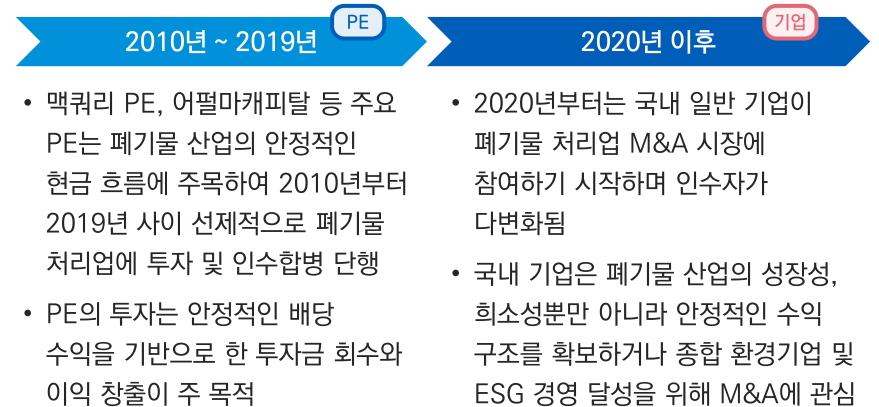 2010년 ~ 2019년
PE
• 맥쿼리 PE, 어펄마캐피탈 등 주요
PE는 폐기물 산업의 안정적인
현금 흐름에 주목하여 2010년부터
2019년 사이 선제적으로 폐기물
처리업에 투자 및 인수합병 단행
• PE의 투자는 안정적인 배당
수익을 기반으로 한 투자금 회수와
이익 창출이 주 목적
2020년 이후
기업
• 2020년부터는 국내 일반 기업이
폐기물 처리업 M&A 시장에
참여하기 시작하며 인수자가
다변화됨
• 국내 기업은 폐기물 산업의 성장성,
희소성뿐만 아니라 안정적인 수익
구조를 확보하거나 종합 환경기업 및
ESG 경영 달성을 위해 M&A에 관심